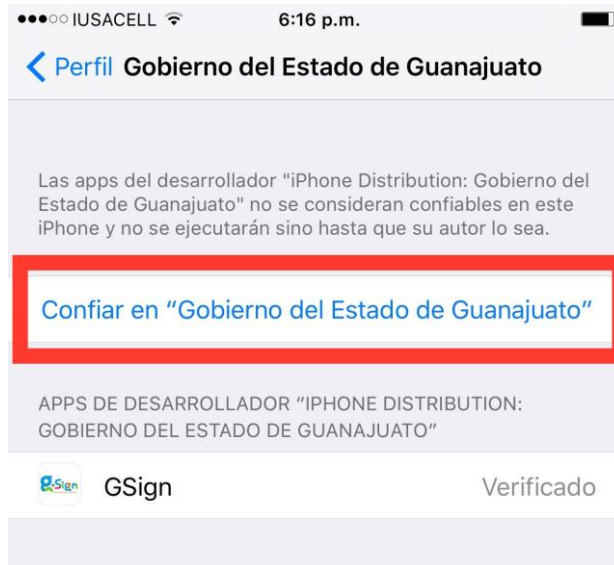 IUSACELL 6:16 p.m.
Perfil Gobierno del Estado de Guanajuato
Las apps del desarrollador "iPhone Distribution: Gobierno del
Estado de Guanajuato" no se consideran confiables en este
iPhone y no se ejecutarán sino hasta que su autor lo sea.
Confiar en “Gobierno del Estado de Guanajuato”
APPS DE DESARROLLADOR “IPHONE DISTRIBUTION:
GOBIERNO DEL ESTADO DE GUANAJUATO”
g-Sign GSign Verificado